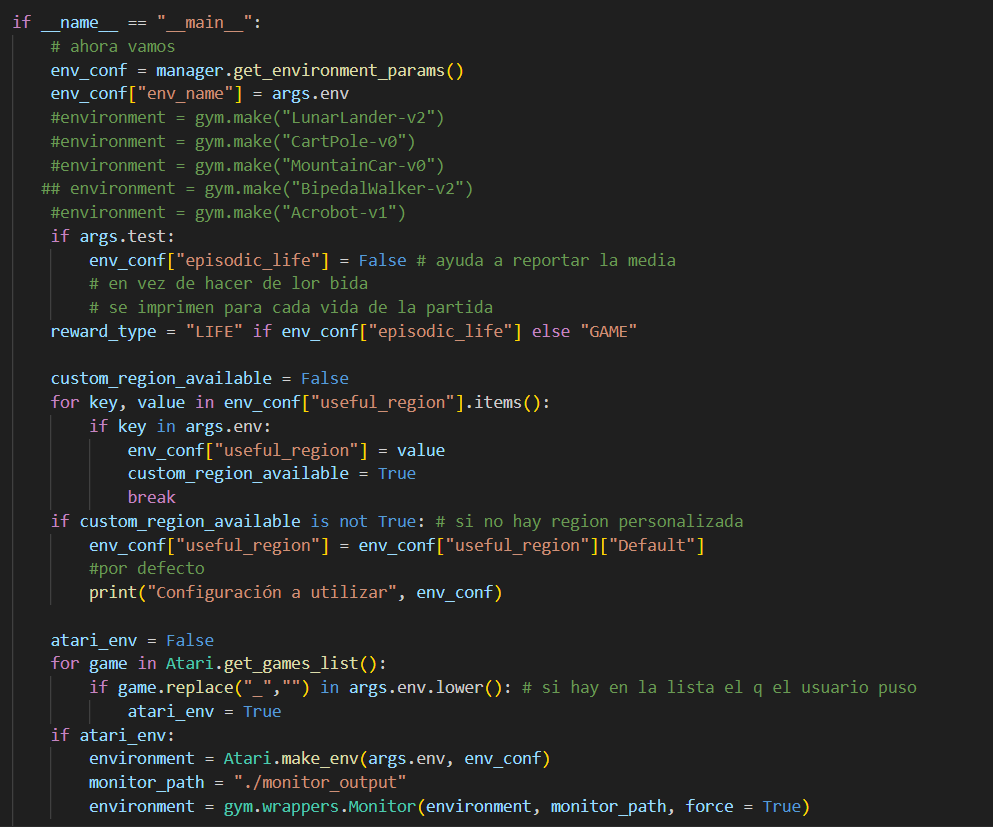 if __name__ == "__main__":
    # ahora vamos
    env_conf = manager.get_environment_params()
    env_conf["env_name"] = args.env
    #environment = gym.make("LunarLander-v2")
    #environment = gym.make("CartPole-v0")
    #environment = gym.make("MountainCar-v0")
   ## environment = gym.make("BipedalWalker-v2")
    #environment = gym.make("Acrobot-v1")
    if args.test:
        env_conf["episodic_life"] = False # ayuda a reportar la media
        # en vez de hacer de lor bida
        # se imprimen para cada vida de la partida
    reward_type = "LIFE" if env_conf["episodic_life"] else "GAME"

    custom_region_available = False
    for key, value in env_conf["useful_region"].items():
        if key in args.env:
            env_conf["useful_region"] = value
            custom_region_available = True
            break
    if custom_region_available is not True: # si no hay region personalizada
        env_conf["useful_region"] = env_conf["useful_region"]["Default"]
        #por defecto
        print("Configuración a utilizar", env_conf)

    atari_env = False
    for game in Atari.get_games_list():
        if game.replace("_","") in args.env.lower(): # si hay en la lista el q el usuario puso
            atari_env = True
    if atari_env:
        environment = Atari.make_env(args.env, env_conf)
        monitor_path = "./monitor_output"
        environment = gym.wrappers.Monitor(environment, monitor_path, force = True)